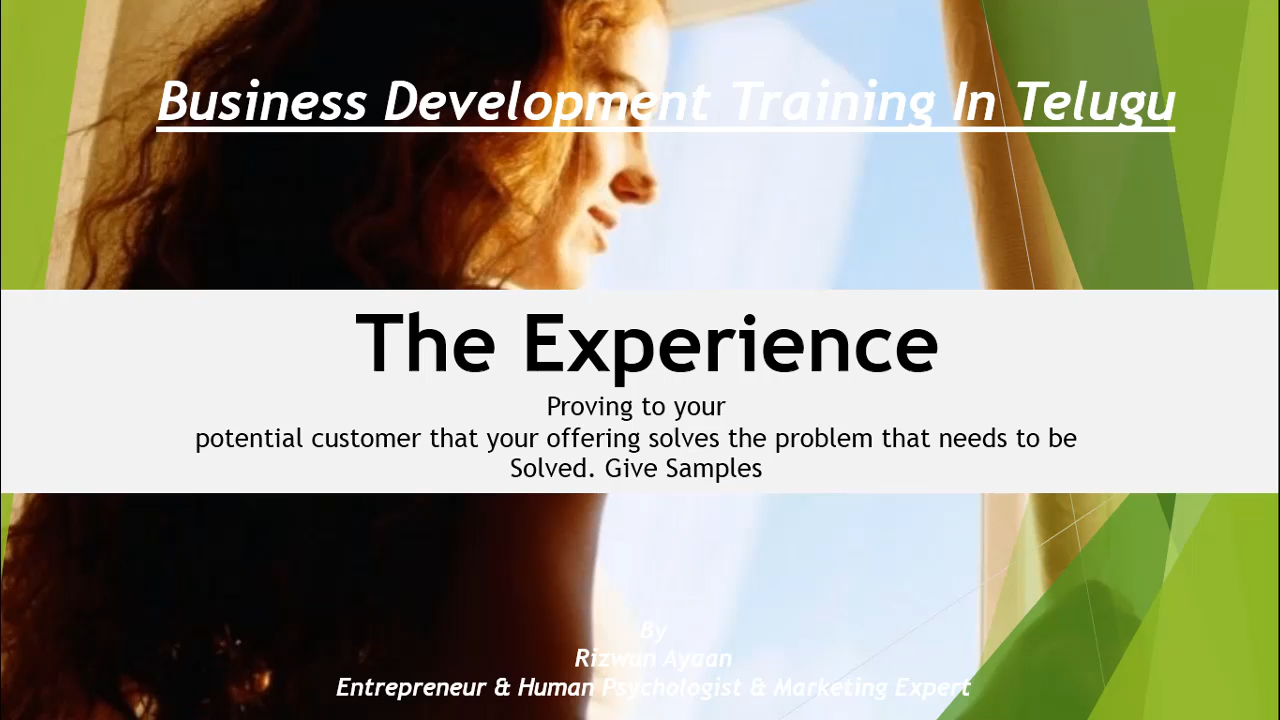 Business Development Training In Telugu
The Experience
Proving to your
potential customer that your offering solves the problem that needs to be
Solved. Give Samples
By
Rizwan Ayaan
Entrepreneur & Human Psychologist & Marketing Expert